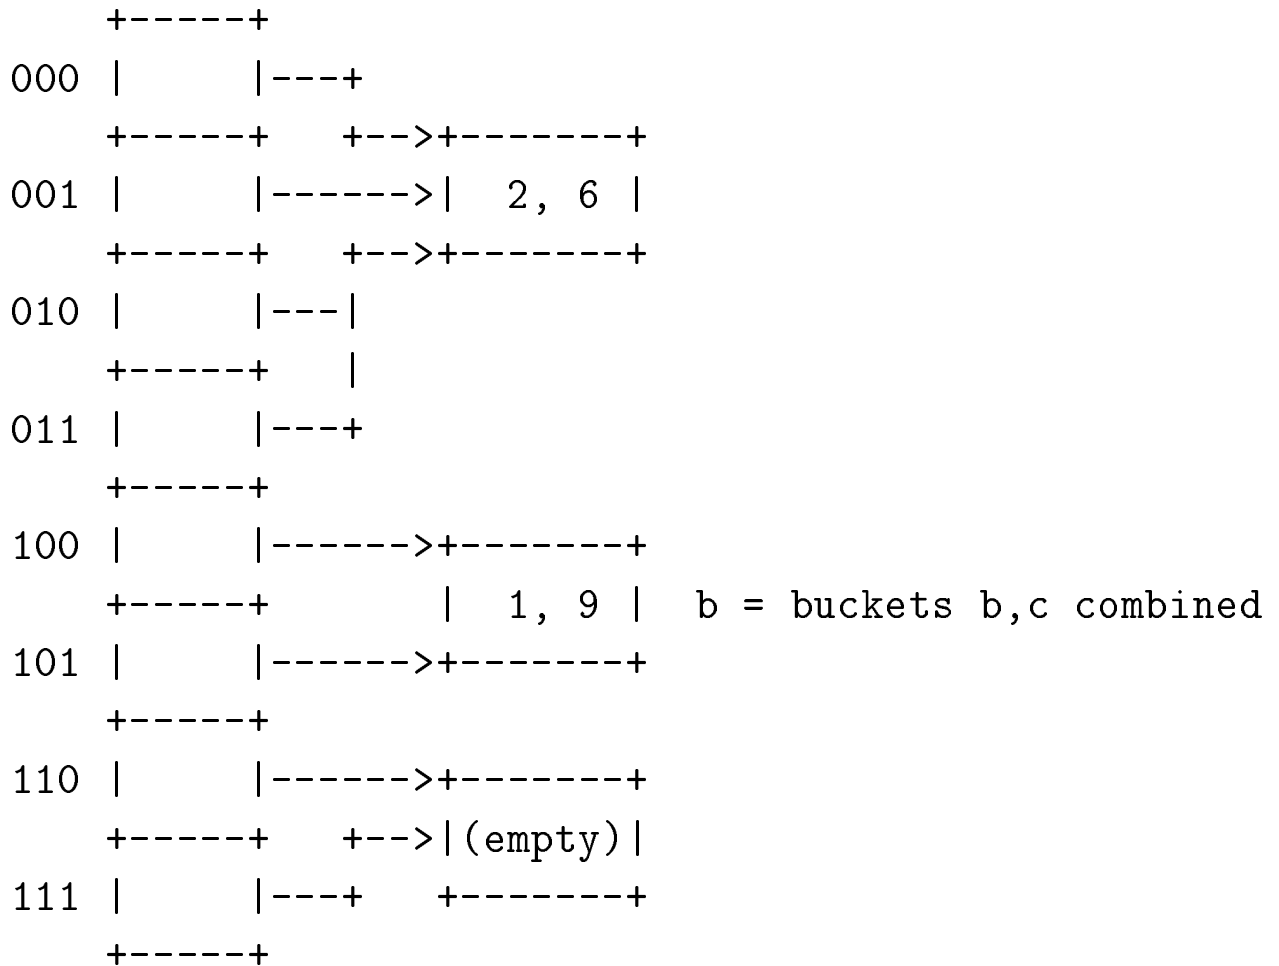 +-----+
000 |     |---+
    +-----+   +-->+-------+
001 |     |------>|  2, 6 |
    +-----+   +-->+-------+
010 |     |---|
    +-----+   |
011 |     |---+
    +-----+
100 |     |------>+-------+
    +-----+       |  1, 9 |  b = buckets b,c combined
101 |     |------>+-------+
    +-----+
110 |     |------>+-------+
    +-----+   +-->|(empty)|
111 |     |---+   +-------+
    +-----+